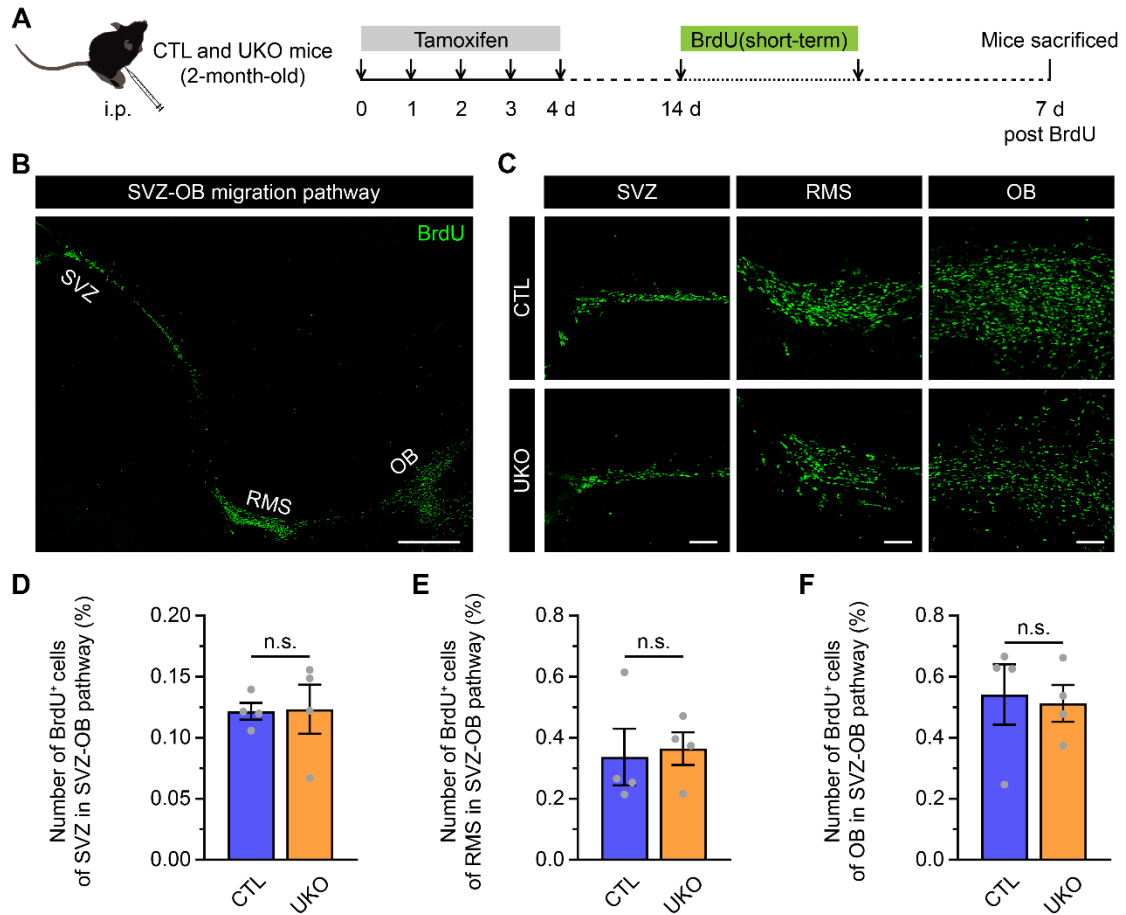 A
CTL and UKO mice
(2-month-old)
i.p.
Tamoxifen
BrdU(short-term)
Mice sacrificed
0 1 2 3 4 d 14 d 7 d
post BrdU
B
SVZ-OB migration pathway
BrdU
SVZ
RMS
OB
C
SVZ RMS OB
CTL
UKO
D
Number of BrdU⁺ cells
of SVZ in SVZ-OB pathway (%)
0.20
0.15
0.10
0.05
0.00
n.s.
CTL UKO
E
Number of BrdU⁺ cells
of RMS in SVZ-OB pathway (%)
0.8
0.6
0.4
0.2
0.0
n.s.
CTL UKO
F
Number of BrdU⁺ cells
of OB in SVZ-OB pathway (%)
0.8
0.6
0.4
0.2
0.0
n.s.
CTL UKO